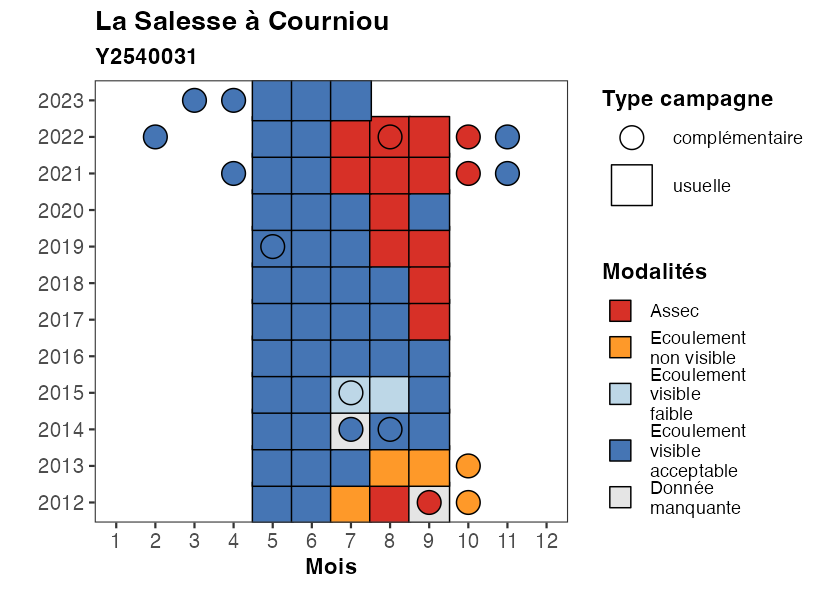 La Salesse à Courniou
Y2540031
2023
2022
2021
2020
2019
2018
2017
2016
2015
2014
2013
2012
1 2 3 4 5 6 7 8 9 10 11 12
Mois
Type campagne
complémentaire
usuelle
Modalités
Assec
Ecoulement
non visible
Ecoulement
visible
faible
Ecoulement
visible
acceptable
Donnée
manquante